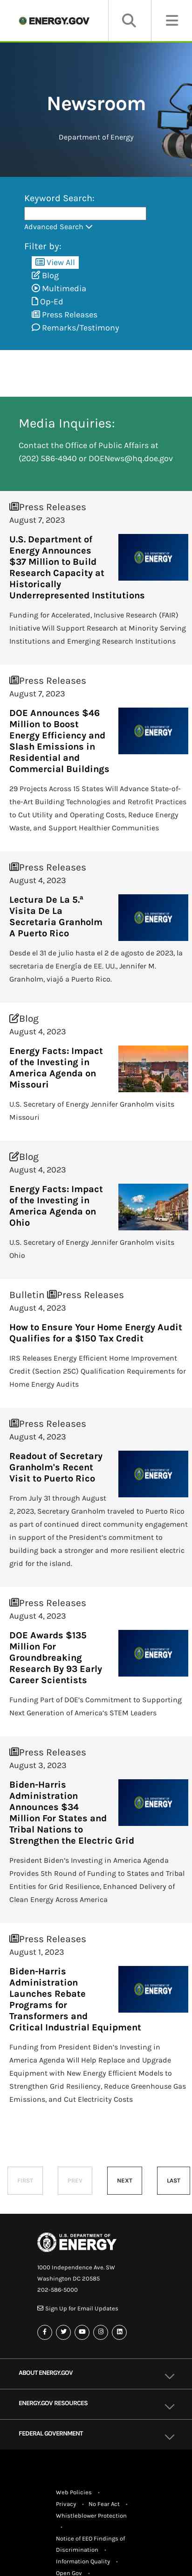 ENERGY.GOV
Newsroom
Department of Energy
Keyword Search:
Advanced Search
Filter by:
View All
Blog
Multimedia
Op-Ed
Press Releases
Remarks/Testimony
Media Inquiries:
Contact the Office of Public Affairs at
(202) 586-4940 or DOENews@hq.doe.gov
Press Releases
August 7, 2023
U.S. Department of
Energy Announces
$37 Million to Build
Research Capacity at
Historically
Underrepresented Institutions
Funding for Accelerated, Inclusive Research (FAIR)
Initiative Will Support Research at Minority Serving
Institutions and Emerging Research Institutions
Press Releases
August 7, 2023
DOE Announces $46
Million to Boost
Energy Efficiency and
Slash Emissions in
Residential and
Commercial Buildings
29 Projects Across 15 States Will Advance State-of-
the-Art Building Technologies and Retrofit Practices
to Cut Utility and Operating Costs, Reduce Energy
Waste, and Support Healthier Communities
Press Releases
August 4, 2023
Lectura De La 5.ª
Visita De La
Secretaria Granholm
A Puerto Rico
Desde el 31 de julio hasta el 2 de agosto de 2023, la
secretaria de Energía de EE. UU., Jennifer M.
Granholm, viajó a Puerto Rico.
Blog
August 4, 2023
Energy Facts: Impact
of the Investing in
America Agenda on
Missouri
U.S. Secretary of Energy Jennifer Granholm visits
Missouri
Blog
August 4, 2023
Energy Facts: Impact
of the Investing in
America Agenda on
Ohio
U.S. Secretary of Energy Jennifer Granholm visits
Ohio
Bulletin Press Releases
August 4, 2023
How to Ensure Your Home Energy Audit
Qualifies for a $150 Tax Credit
IRS Releases Energy Efficient Home Improvement
Credit (Section 25C) Qualification Requirements for
Home Energy Audits
Press Releases
August 4, 2023
Readout of Secretary
Granholm's Recent
Visit to Puerto Rico
From July 31 through August
2, 2023, Secretary Granholm traveled to Puerto Rico
as part of continued direct community engagement
in support of the President's commitment to
building back a stronger and more resilient electric
grid for the island.
Press Releases
August 4, 2023
DOE Awards $135
Million For
Groundbreaking
Research By 93 Early
Career Scientists
Funding Part of DOE's Commitment to Supporting
Next Generation of America's STEM Leaders
Press Releases
August 3, 2023
Biden-Harris
Administration
Announces $34
Million For States and
Tribal Nations to
Strengthen the Electric Grid
President Biden's Investing in America Agenda
Provides 5th Round of Funding to States and Tribal
Entities for Grid Resilience, Enhanced Delivery of
Clean Energy Across America
Press Releases
August 1, 2023
Biden-Harris
Administration
Launches Rebate
Programs for
Transformers and
Critical Industrial Equipment
Funding from President Biden's Investing in
America Agenda Will Help Replace and Upgrade
Equipment with New Energy Efficient Models to
Strengthen Grid Resiliency, Reduce Greenhouse Gas
Emissions, and Cut Electricity Costs
FIRST PREV NEXT LAST
U.S. DEPARTMENT OF
ENERGY
1000 Independence Ave. SW
Washington DC 20585
202-586-5000
Sign Up for Email Updates
ABOUT ENERGY.GOV
ENERGY.GOV RESOURCES
FEDERAL GOVERNMENT
Web Policies •
Privacy • No Fear Act •
Whistleblower Protection
•
Notice of EEO Findings of
Discrimination •
Information Quality •
Open Gov •